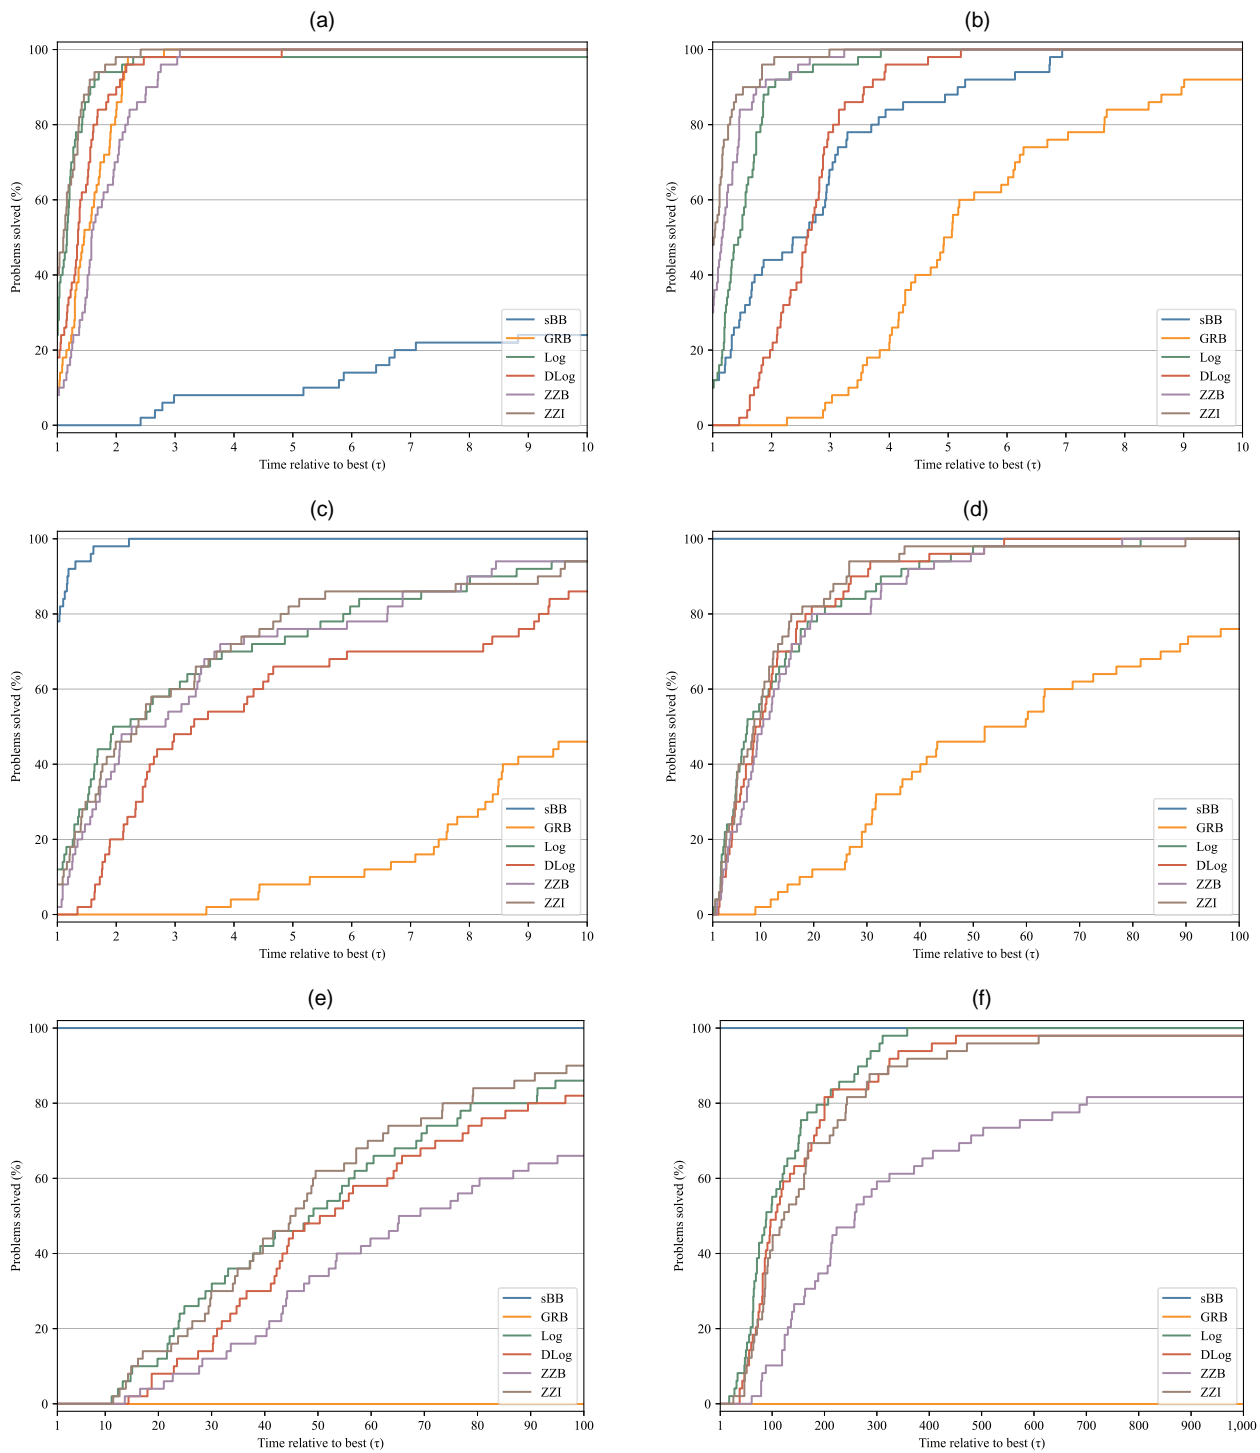 (a)
Problems solved (%)
100
80
60
40
20
0
1 2 3 4 5 6 7 8 9 10
Time relative to best (τ)
sBB
GRB
Log
DLog
ZZB
ZZI
(b)
Problems solved (%)
100
80
60
40
20
0
1 2 3 4 5 6 7 8 9 10
Time relative to best (τ)
sBB
GRB
Log
DLog
ZZB
ZZI
(c)
Problems solved (%)
100
80
60
40
20
0
1 2 3 4 5 6 7 8 9 10
Time relative to best (τ)
sBB
GRB
Log
DLog
ZZB
ZZI
(d)
Problems solved (%)
100
80
60
40
20
0
1 10 20 30 40 50 60 70 80 90 100
Time relative to best (τ)
sBB
GRB
Log
DLog
ZZB
ZZI
(e)
Problems solved (%)
100
80
60
40
20
0
1 10 20 30 40 50 60 70 80 90 100
Time relative to best (τ)
sBB
GRB
Log
DLog
ZZB
ZZI
(f)
Problems solved (%)
100
80
60
40
20
0
1 100 200 300 400 500 600 700 800 900 1,000
Time relative to best (τ)
sBB
GRB
Log
DLog
ZZB
ZZI